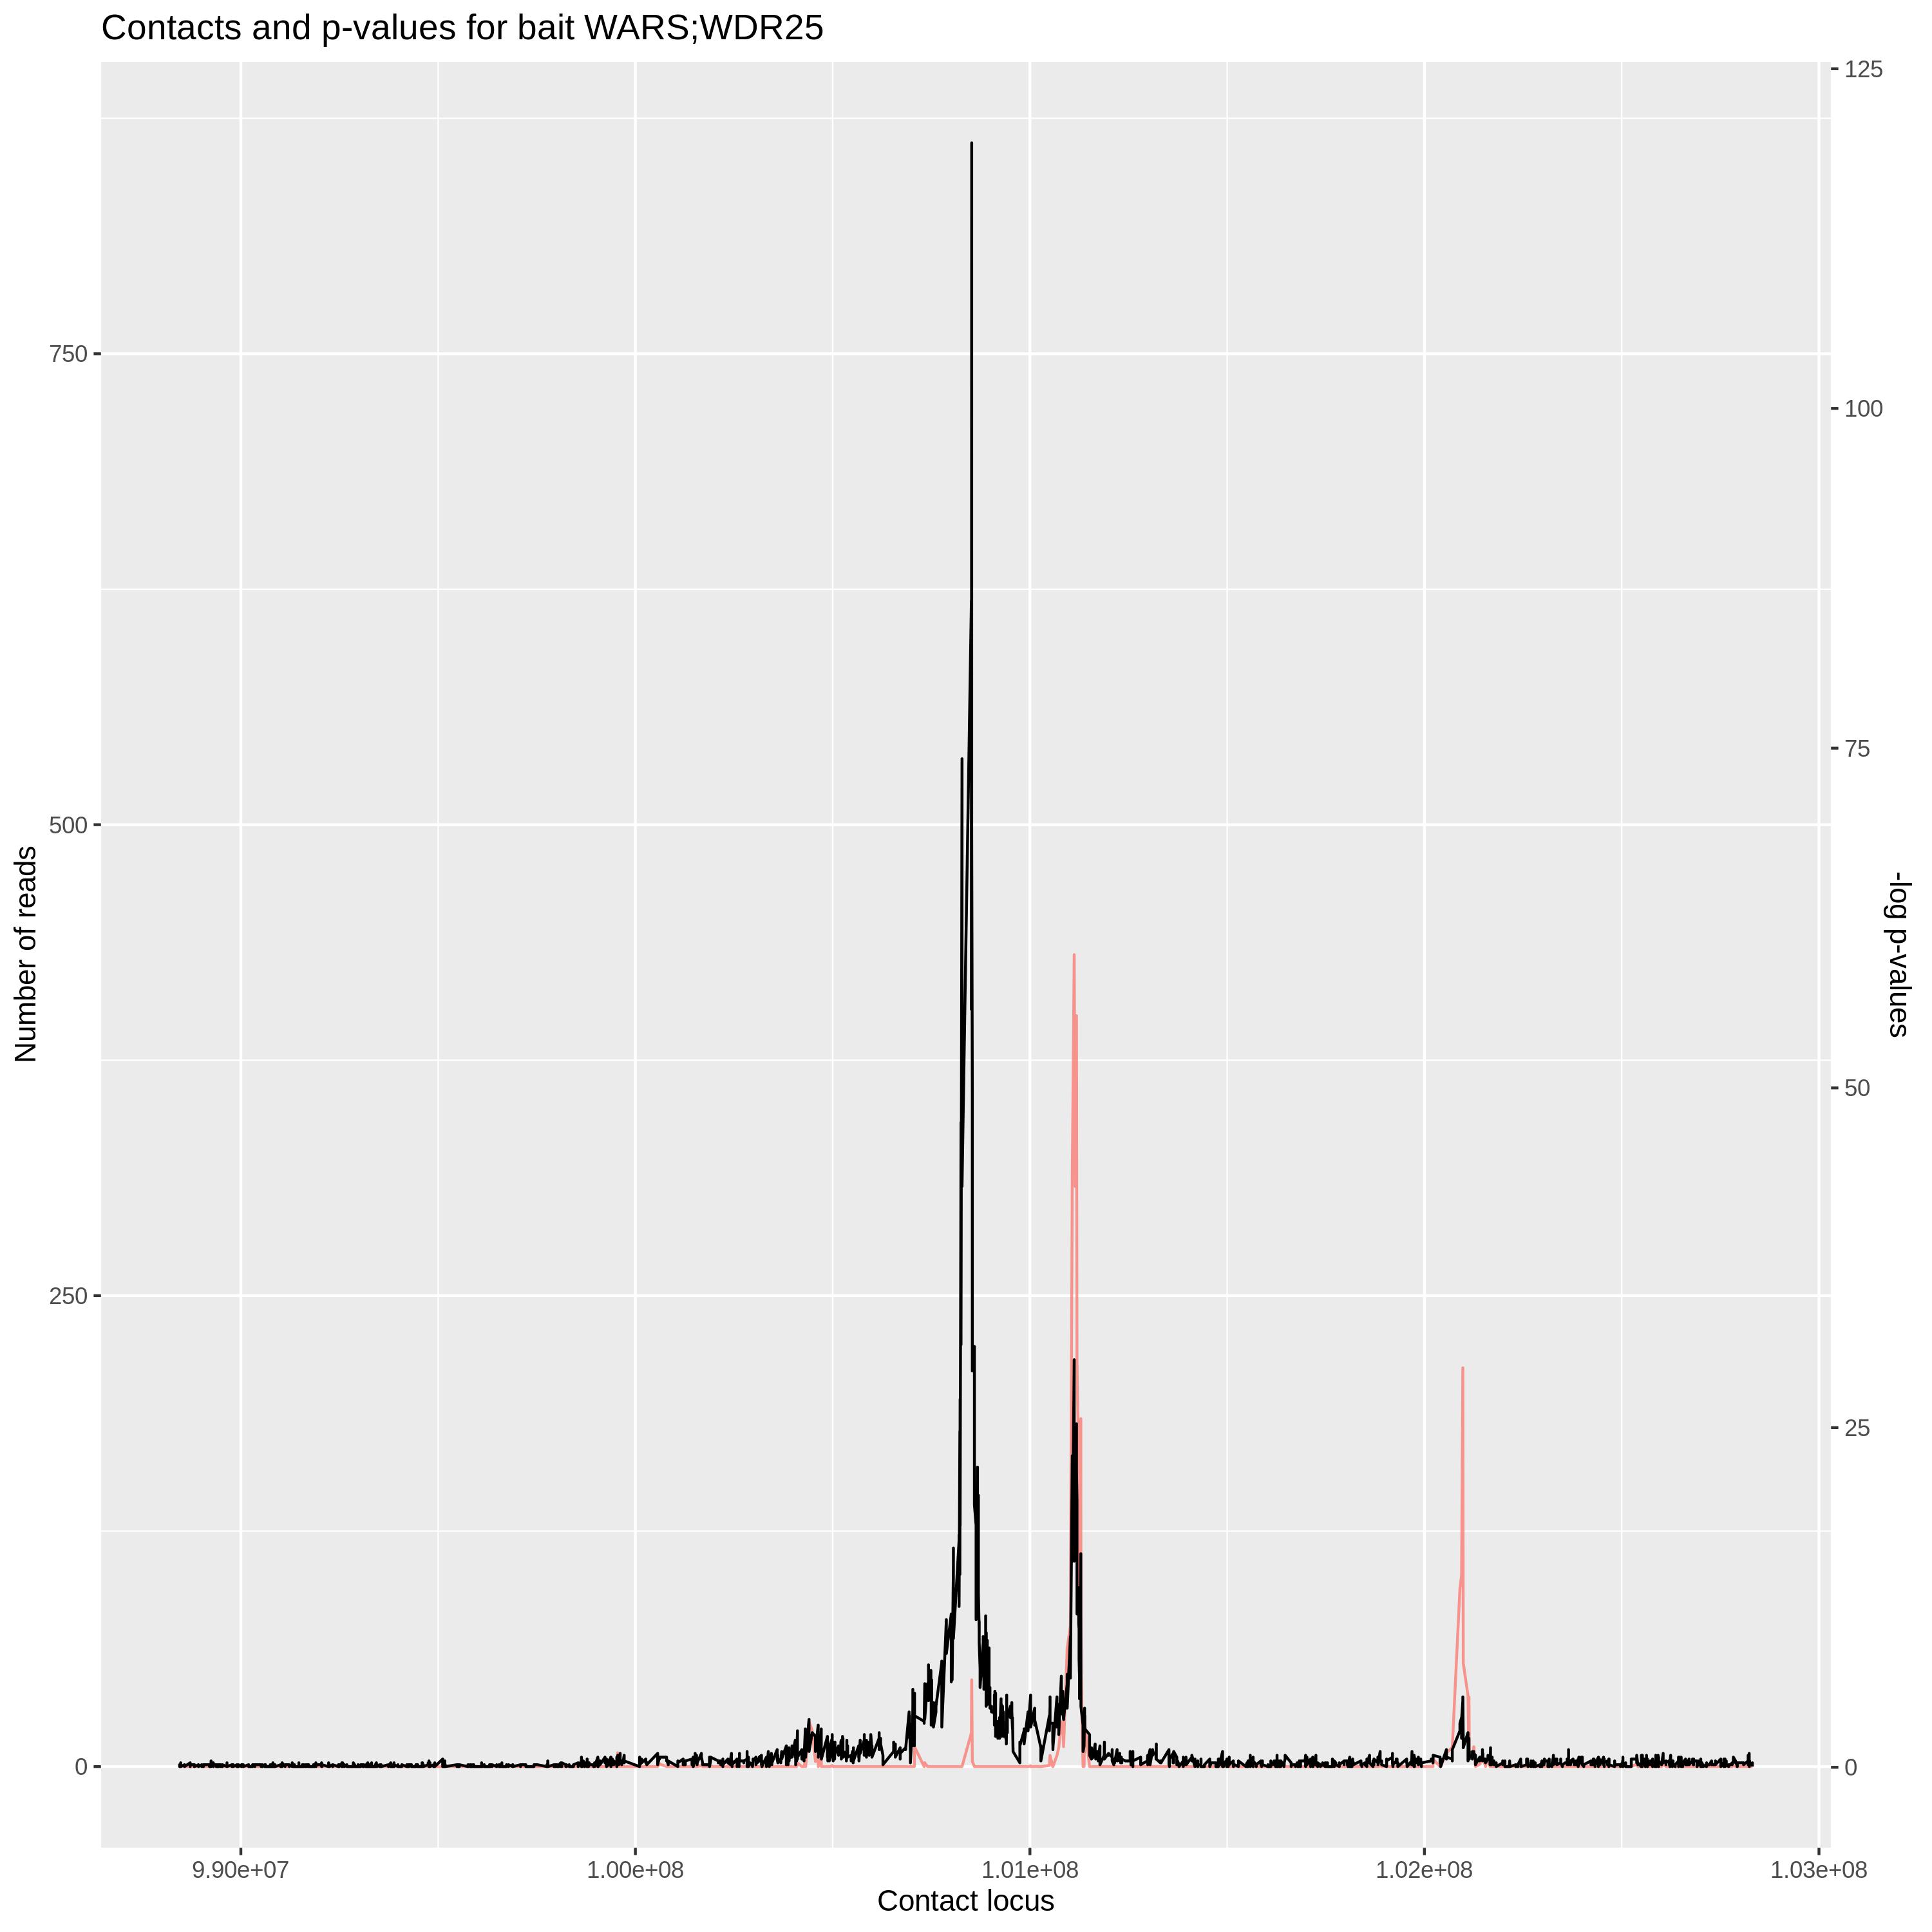 Contacts and p-values for bait WARS;WDR25
125
100
75
50
25
0
-log p-values
750
500
250
0
Number of reads
9.90e+07
1.00e+08
1.01e+08
1.02e+08
1.03e+08
Contact locus